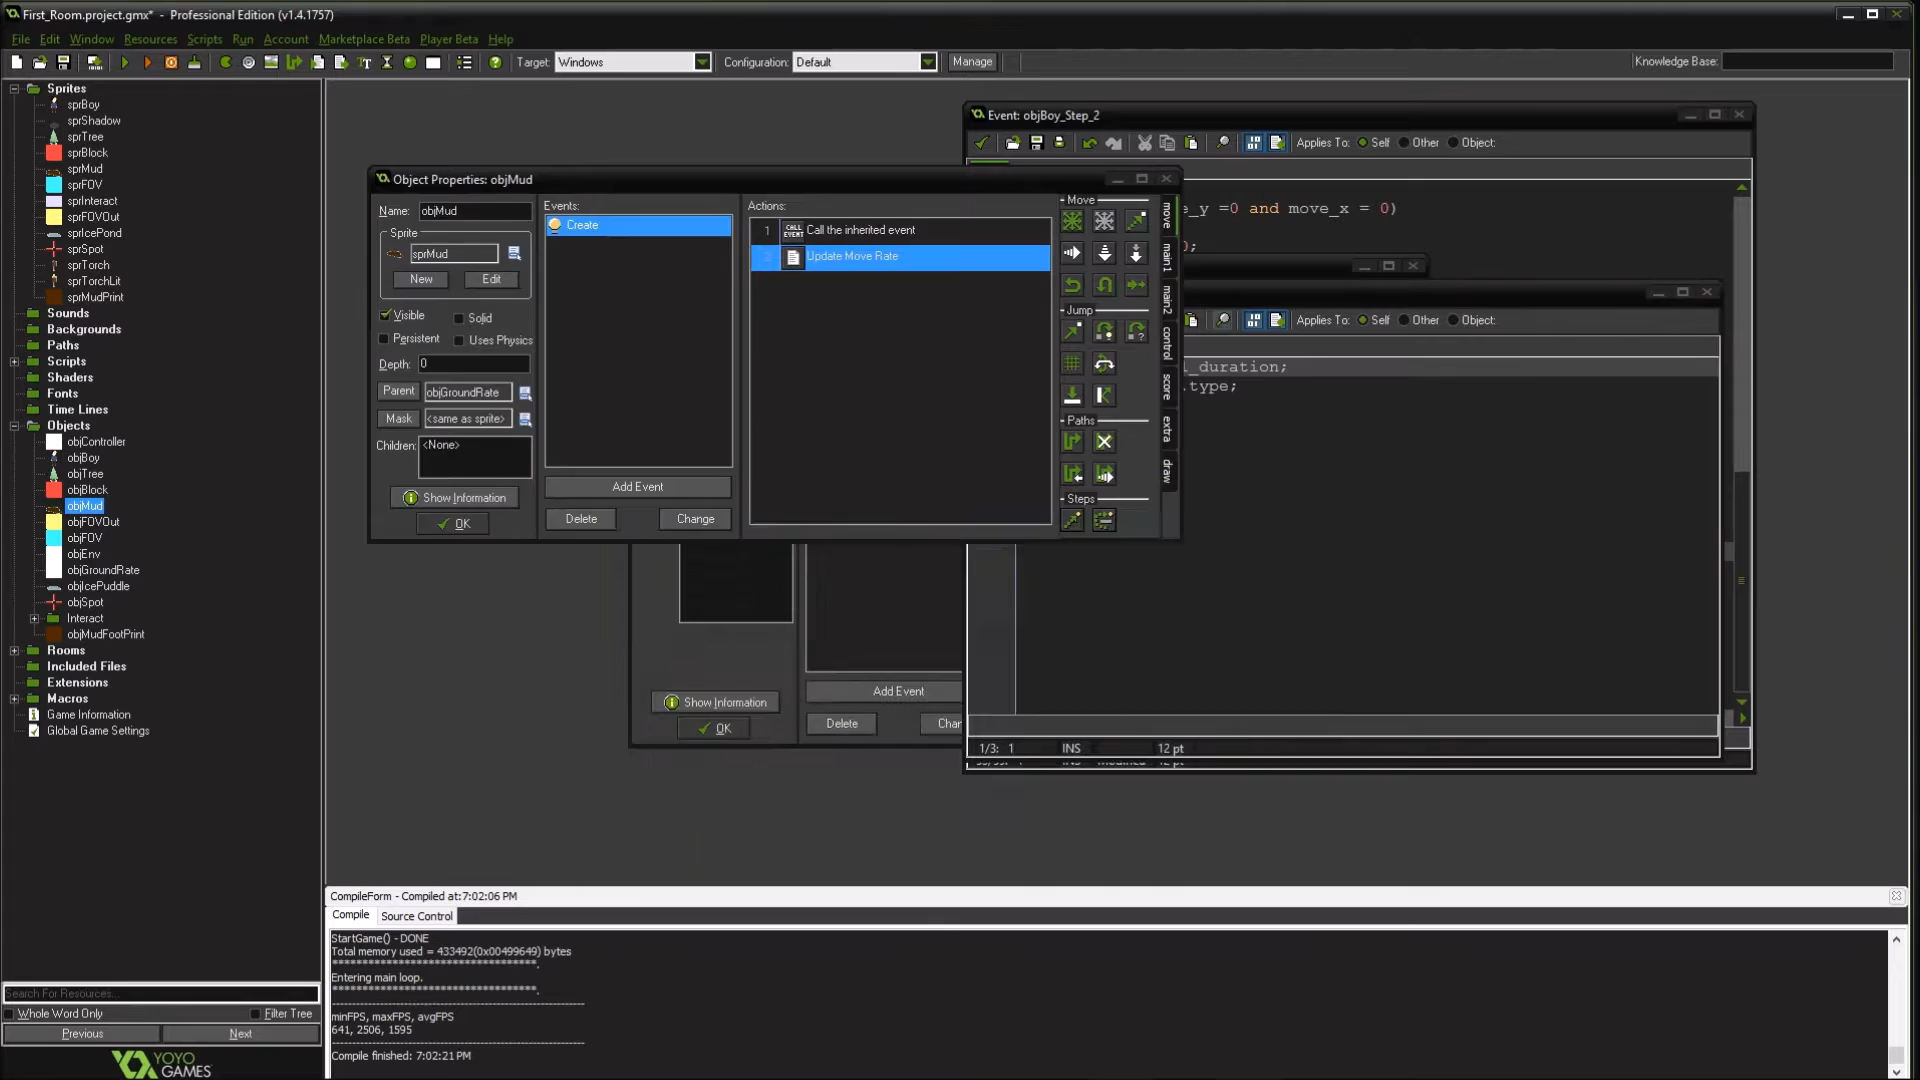 First_Room.project.gmx* - Professional Edition (v1.4.1757)
File Edit Window Resources Scripts Run Account Marketplace Beta Player Beta Help
Target: Windows Configuration: Default Manage Knowledge Base:
Sprites
sprBoy
sprShadow
sprTree
sprBlock
sprMud
sprFOV
sprInteract
sprFOVOut
sprIcePond
sprSpot
sprTorch
sprTorchLit
sprMudPrint
Sounds
Backgrounds
Paths
Scripts
Shaders
Fonts
Time Lines
Objects
objController
objBoy
objTree
objBlock
objMud
objFOVOut
objFOV
objEnv
objGroundRate
objIcePuddle
objSpot
Interact
objMudFootPrint
Rooms
Included Files
Extensions
Macros
Game Information
Global Game Settings
Search For Resources...
Whole Word Only Filter Tree
Previous Next
YOYO
GAMES
Object Properties: objMud
Name: objMud
Sprite
sprMud
New Edit
Visible Solid
Persistent Uses Physics
Depth: 0
Parent objGroundRate
Mask <same as sprite>
Children: <None>
Show Information
OK
Events:
Create
Add Event
Delete Change
Actions:
1 CALL EVENT Call the inherited event
Update Move Rate
Move
Jump
Paths
Steps
move
main1
main2
control
score
extra
draw
Event: objBoy_Step_2
Applies To: Self Other Object:
_y =0 and move_x = 0)
;
Applies To: Self Other Object:
_duration;
.type;
1/3: 1 INS 12 pt
Show Information
OK
Add Event
Delete
CompileForm - Compiled at:7:02:06 PM
Compile Source Control
StartGame() - DONE
Total memory used = 433492(0x00499649) bytes
**********************************.
Entering main loop.
**********************************.
minFPS, maxFPS, avgFPS
641, 2506, 1595
Compile finished: 7:02:21 PM